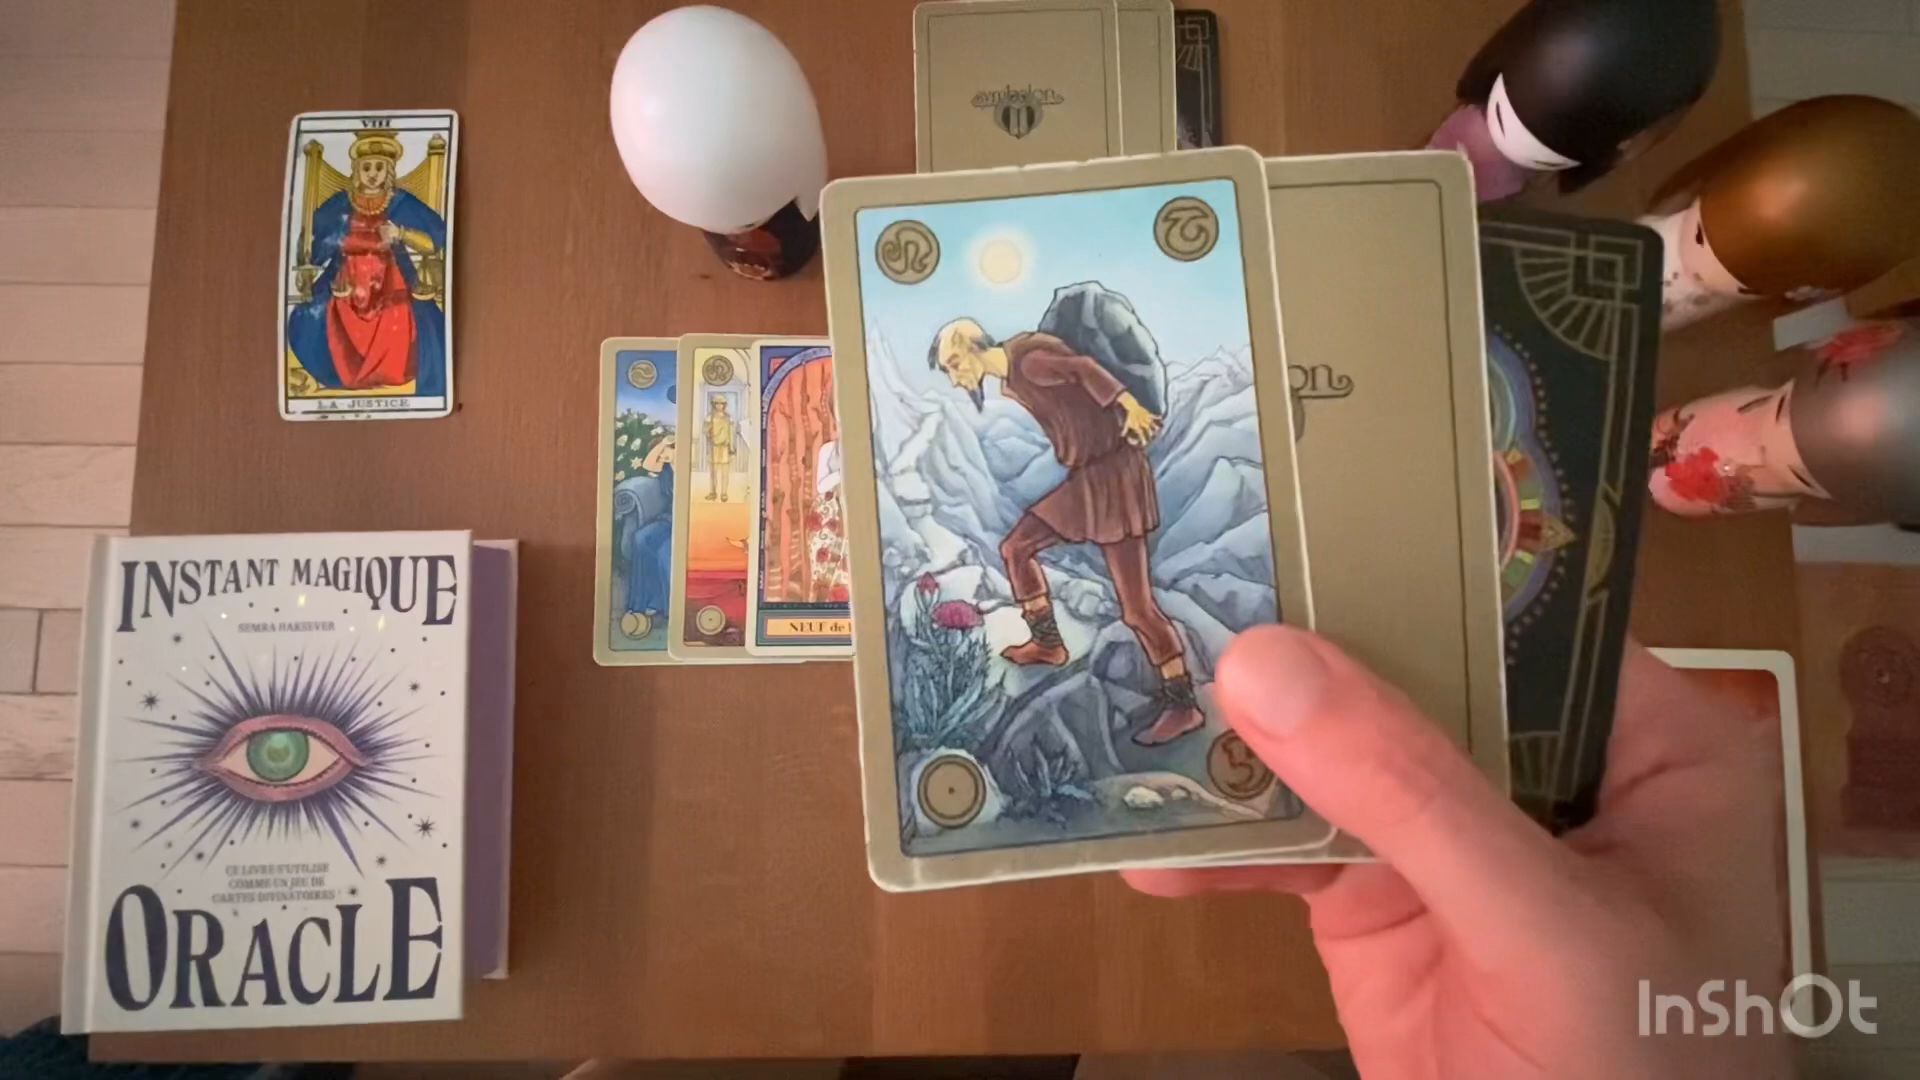 VIII
LA·JUSTICE
INSTANT MAGIQUE
SEMRA HAKSEVER
CE LIVRE S'UTILISE
COMME UN JEU DE
CARTES DIVINATOIRES
ORACLE
NEUF de
InShOt